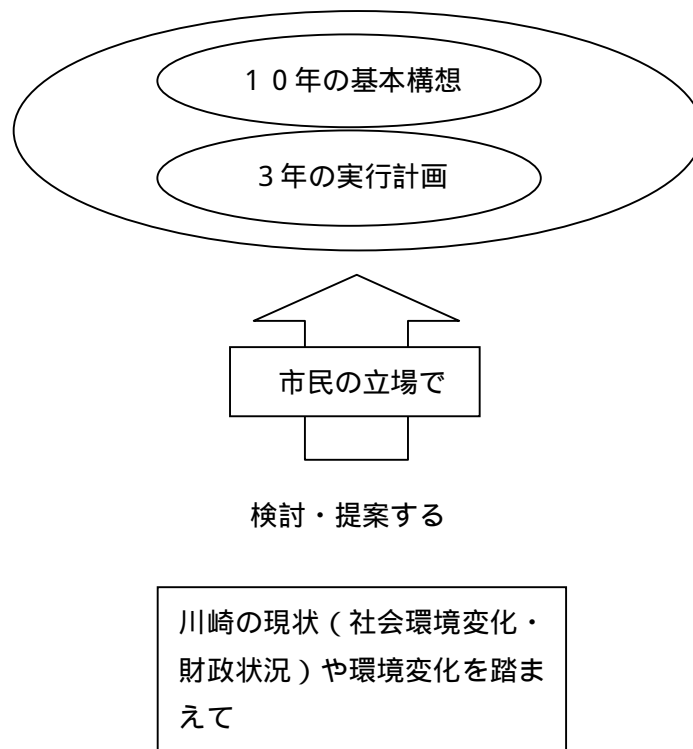 １０年の基本構想
３年の実行計画
市民の立場で
検討・提案する
川崎の現状（社会環境変化・
財政状況）や環境変化を踏ま
えて